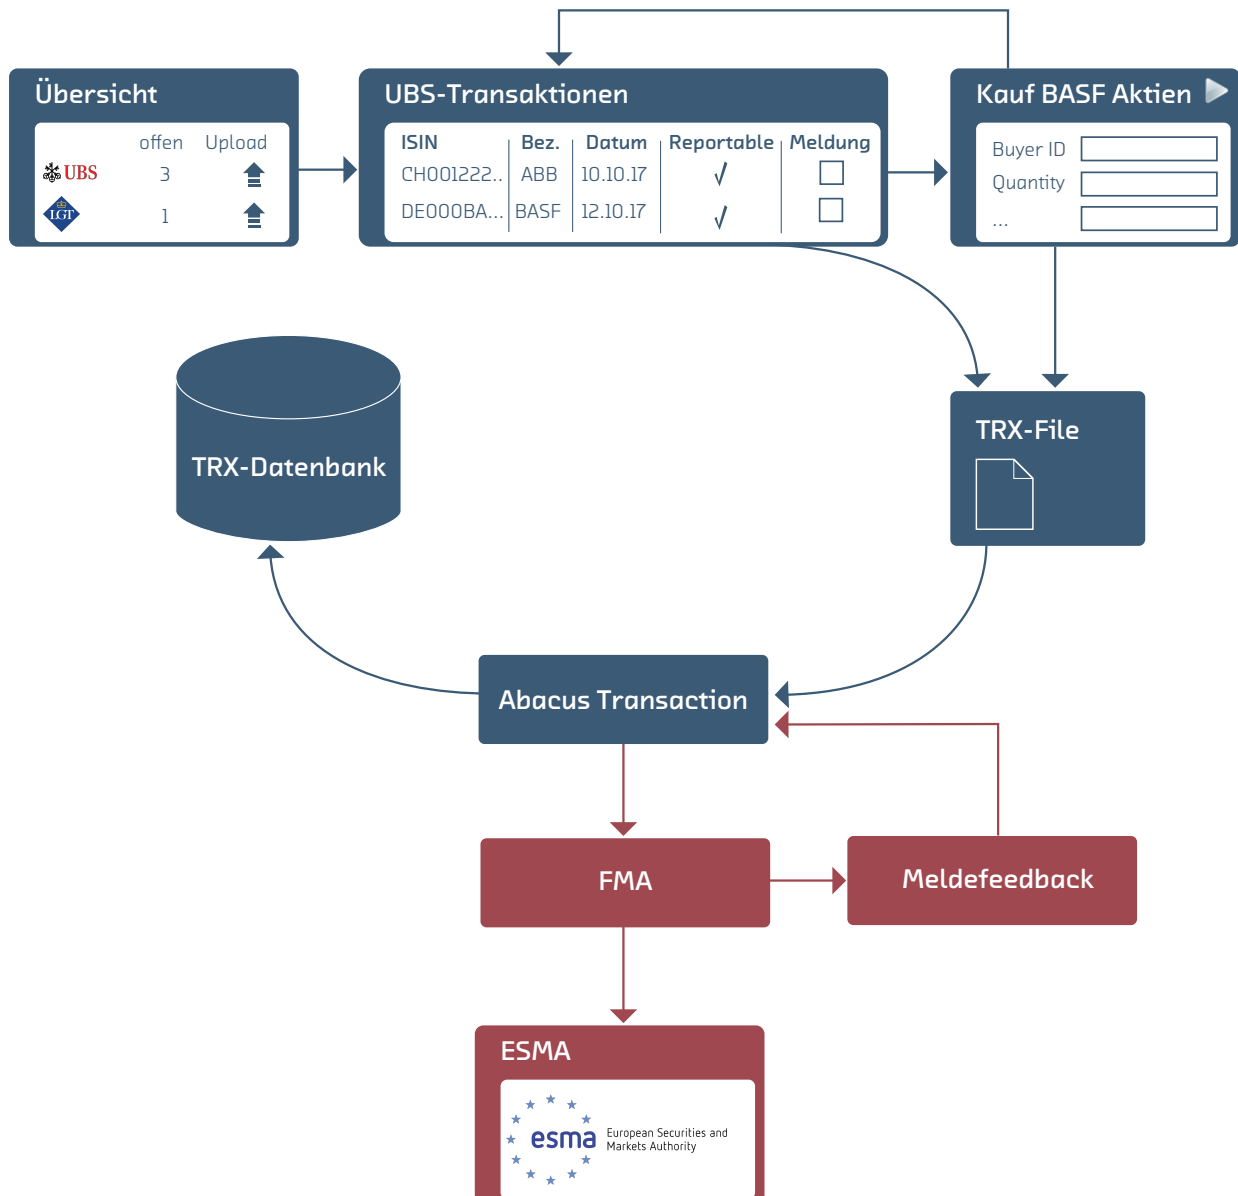 Übersicht
offen Upload
UBS 3
LGT 1
UBS-Transaktionen
ISIN Bez. Datum Reportable Meldung
CH001222.. ABB 10.10.17
DE000BA... BASF 12.10.17
Kauf BASF Aktien
Buyer ID
Quantity
...
TRX-Datenbank
TRX-File
Abacus Transaction
FMA
Meldefeedback
ESMA
esma European Securities and
Markets Authority